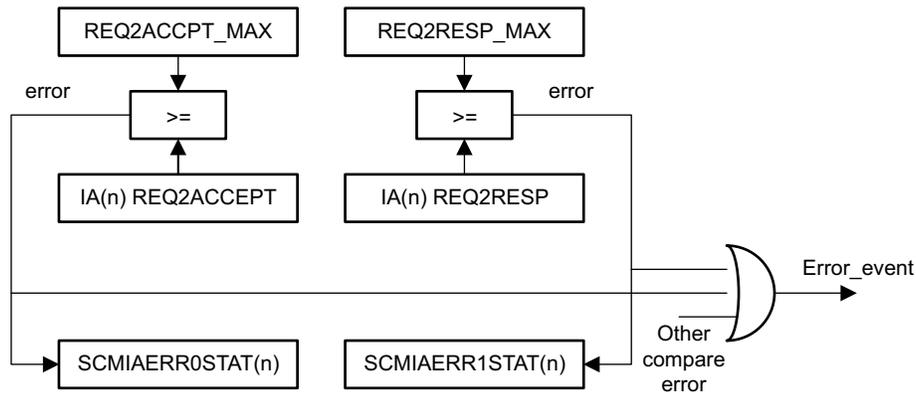 REQ2ACCPT_MAX
REQ2RESP_MAX
error
>=
>=
error
IA(n) REQ2ACCEPT
IA(n) REQ2RESP
Error_event
SCMIAERR0STAT(n)
SCMIAERR1STAT(n)
Other
compare
error